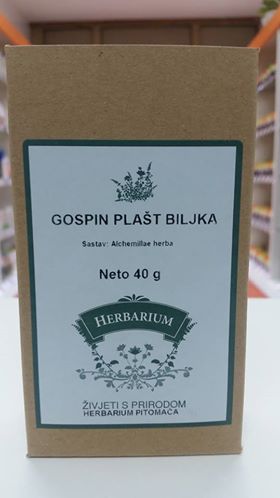 GOSPIN PLAŠT BILJKA
Sastav: Alchemillae herba
Neto 40 g
HERBARIUM
ŽIVJETI S PRIRODOM
HERBARIUM PITOMAČA